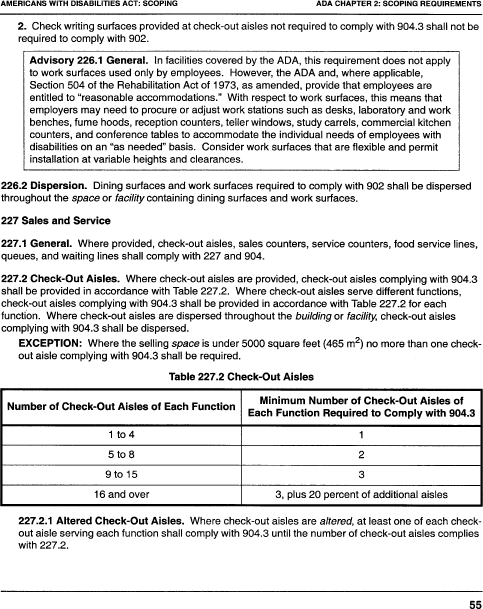 AMERICANS WITH DISABILITIES ACT: SCOPING ADA CHAPTER 2: SCOPING REQUIREMENTS
2. Check writing surfaces provided at check-out aisles not required to comply with 904.3 shall not be
required to comply with 902.
Advisory 226.1 General. In facilities covered by the ADA, this requirement does not apply
to work surfaces used only by employees. However, the ADA and, where applicable,
Section 504 of the Rehabilitation Act of 1973, as amended, provide that employees are
entitled to “reasonable accommodations.” With respect to work surfaces, this means that
employers may need to procure or adjust work stations such as desks, laboratory and work
benches, fume hoods, reception counters, teller windows, study carrels, commercial kitchen
counters, and conference tables to accommodate the individual needs of employees with
disabilities on an “as needed” basis. Consider work surfaces that are flexible and permit
installation at variable heights and clearances.
226.2 Dispersion. Dining surfaces and work surfaces required to comply with 902 shall be dispersed
throughout the space or facility containing dining surfaces and work surfaces.
227 Sales and Service
227.1 General. Where provided, check-out aisles, sales counters, service counters, food service lines,
queues, and waiting lines shall comply with 227 and 904.
227.2 Check-Out Aisles. Where check-out aisles are provided, check-out aisles complying with 904.3
shall be provided in accordance with Table 227.2. Where check-out aisles serve different functions,
check-out aisles complying with 904.3 shall be provided in accordance with Table 227.2 for each
function. Where check-out aisles are dispersed throughout the building or facility, check-out aisles
complying with 904.3 shall be dispersed.
EXCEPTION: Where the selling space is under 5000 square feet (465 m2) no more than one check-
out aisle complying with 904.3 shall be required.
Table 227.2 Check-Out Aisles
Number of Check-Out Aisles of Each Function
Minimum Number of Check-Out Aisles of
Each Function Required to Comply with 904.3
1 to 4 1
5 to 8 2
9 to 15 3
16 and over 3, plus 20 percent of additional aisles
227.2.1 Altered Check-Out Aisles. Where check-out aisles are altered, at least one of each check-
out aisle serving each function shall comply with 904.3 until the number of check-out aisles complies
with 227.2.
55